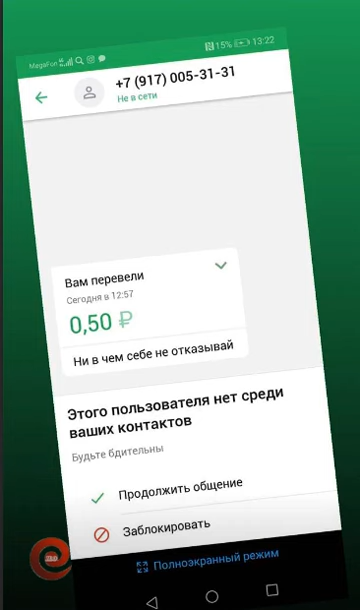 MegaFon
15% 13:22
+7 (917) 005-31-31
Не в сети
Вам перевели
Сегодня в 12:57
0,50 ₽
Ни в чем себе не отказывай
Этого пользователя нет среди
ваших контактов
Будьте бдительны
Продолжить общение
Заблокировать
Полноэкранный режим